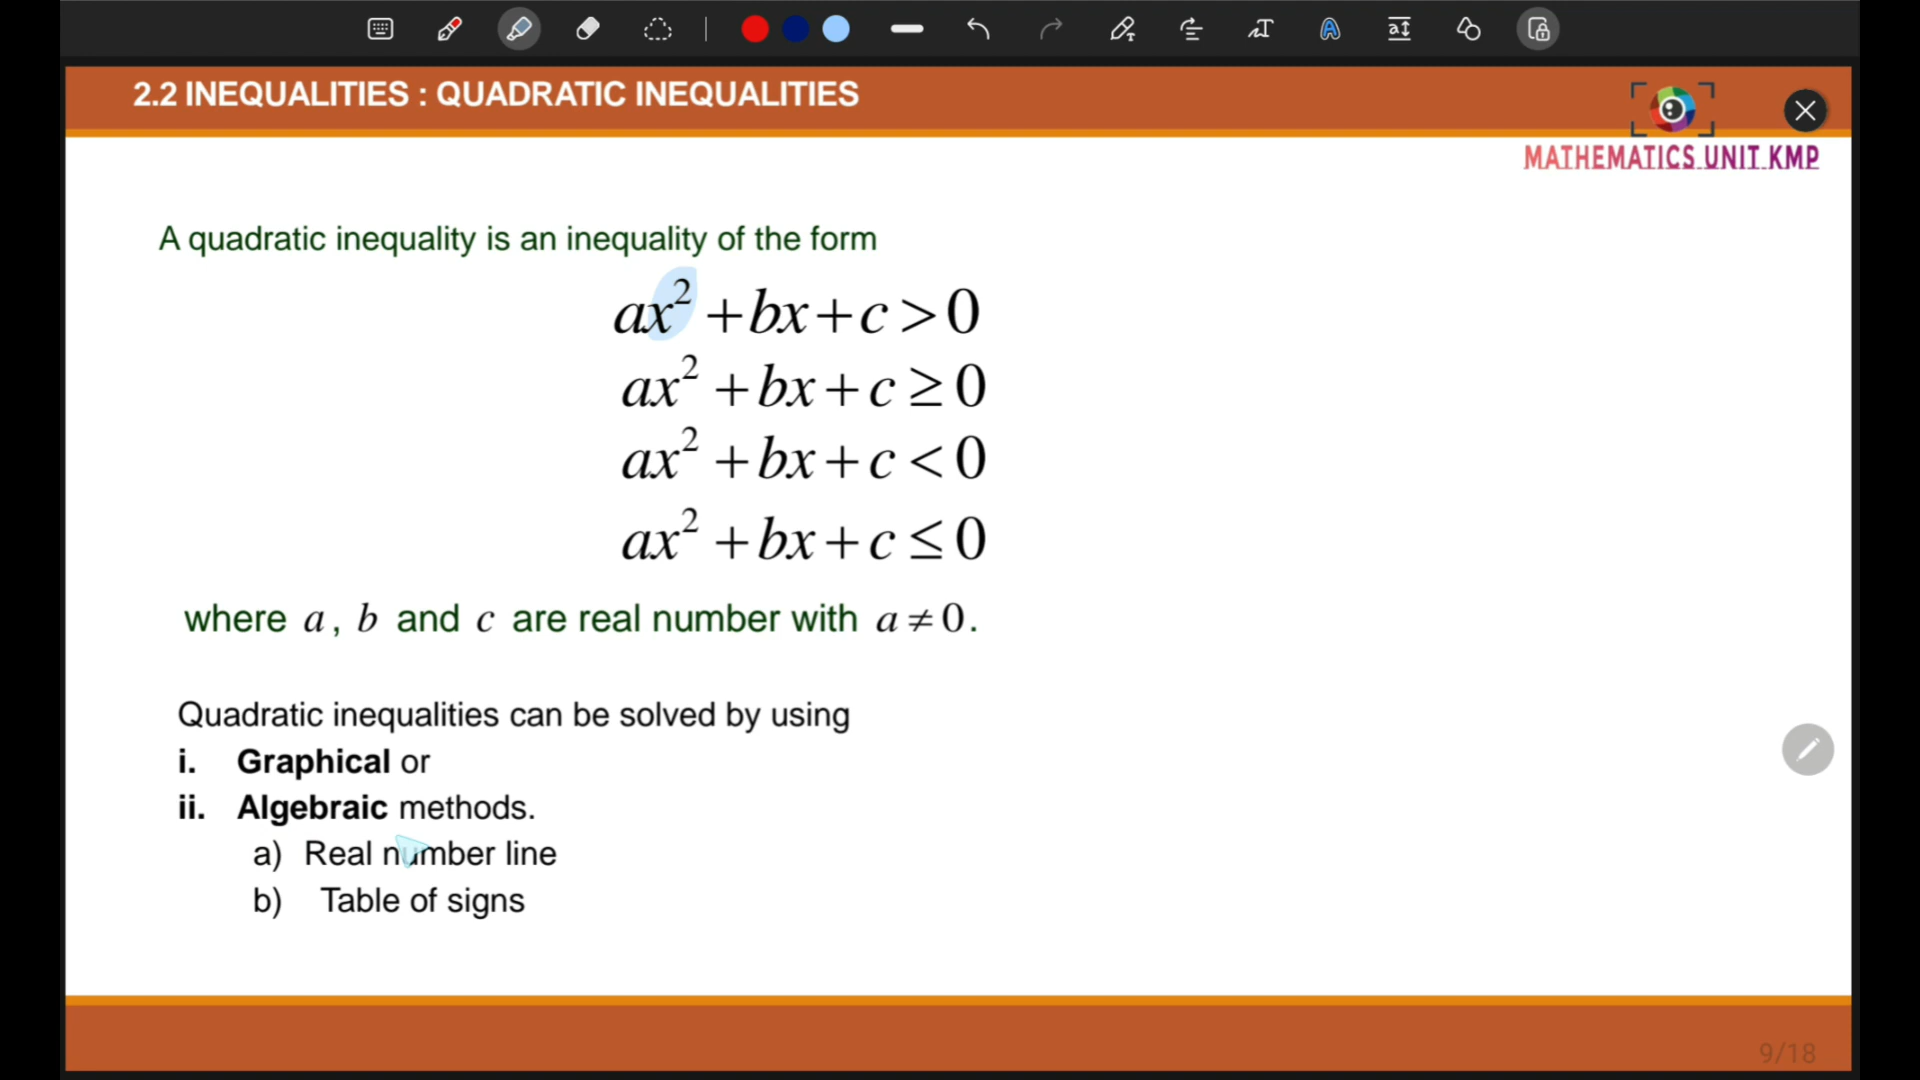 2.2 INEQUALITIES : QUADRATIC INEQUALITIES
MATHEMATICS.UNIT.KMP
A quadratic inequality is an inequality of the form
ax² + bx + c > 0
ax² + bx + c ≥ 0
ax² + bx + c < 0
ax² + bx + c ≤ 0
where a, b and c are real number with a ≠ 0.
Quadratic inequalities can be solved by using
i. Graphical or
ii. Algebraic methods.
a) Real number line
b) Table of signs
9/18